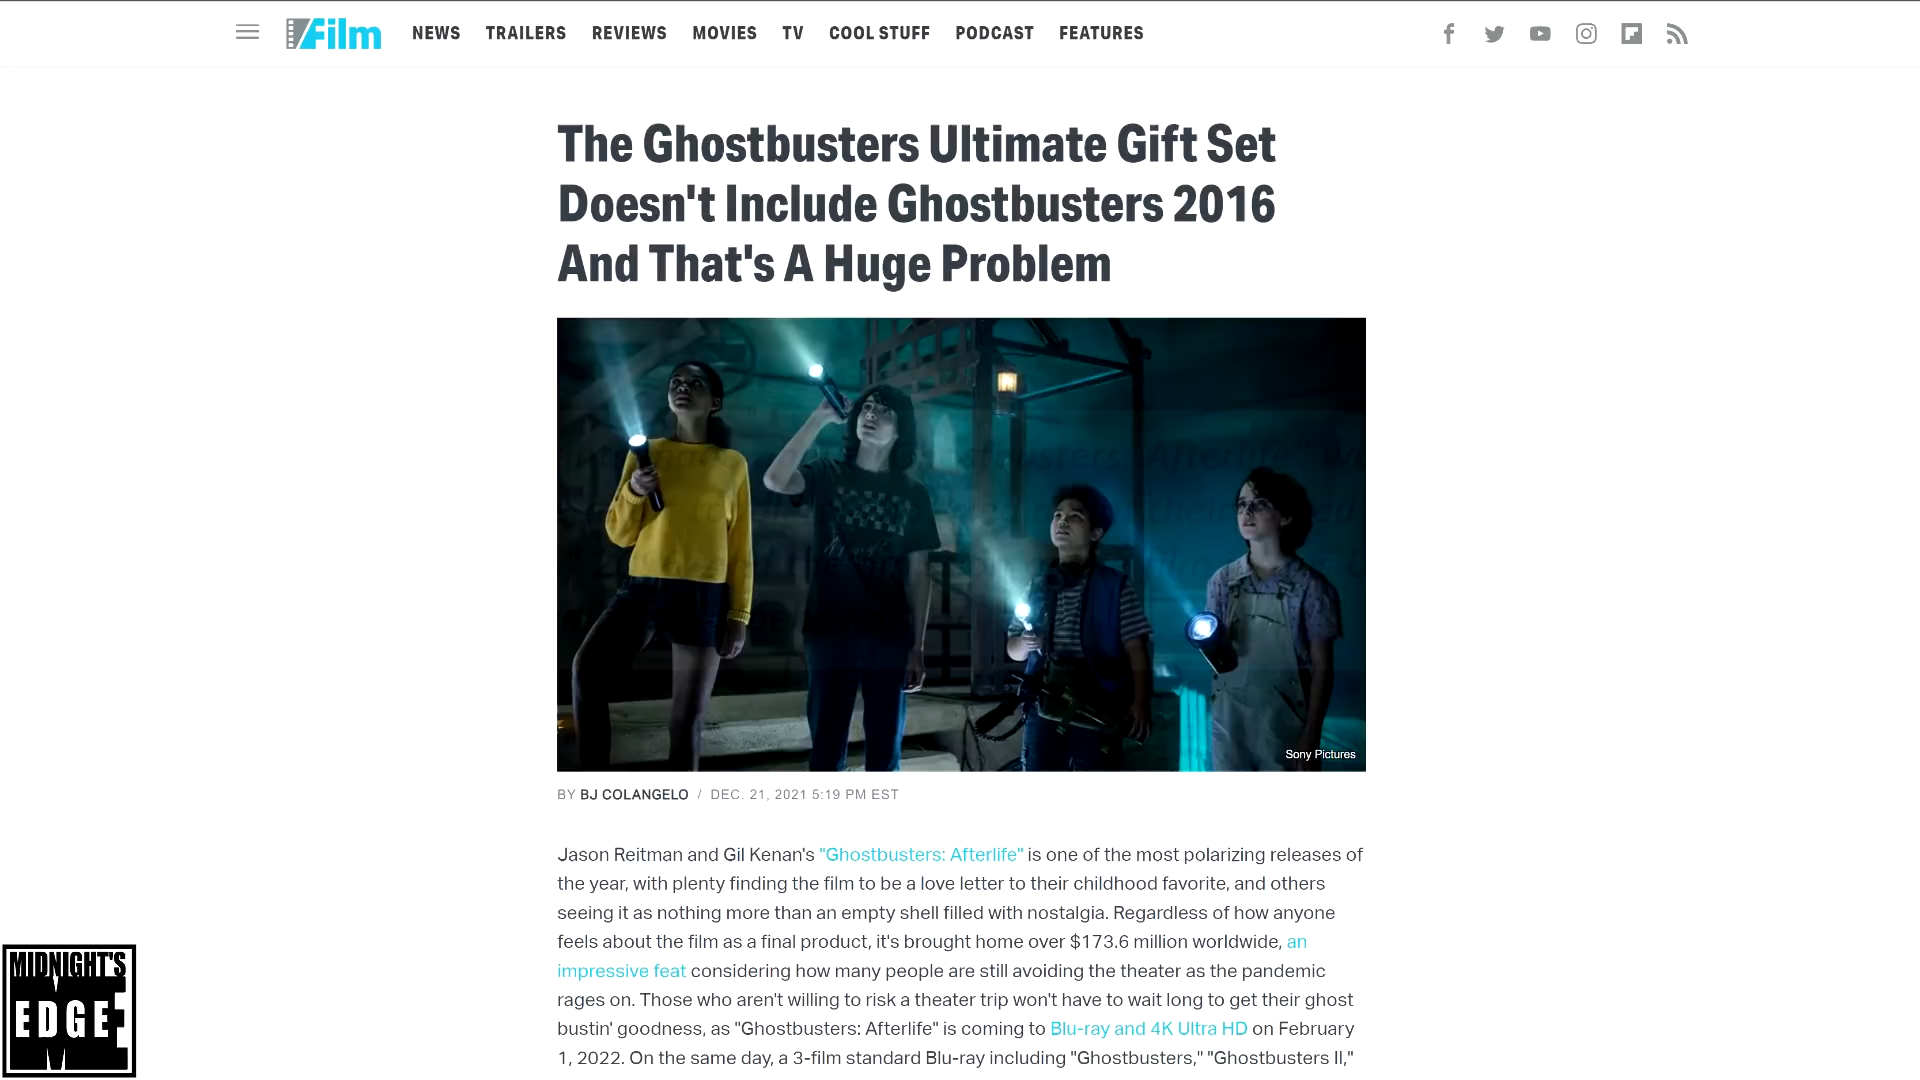 /Film NEWS TRAILERS REVIEWS MOVIES TV COOL STUFF PODCAST FEATURES
The Ghostbusters Ultimate Gift Set
Doesn't Include Ghostbusters 2016
And That's A Huge Problem
Sony Pictures
BY BJ COLANGELO / DEC. 21, 2021 5:19 PM EST
Jason Reitman and Gil Kenan's "Ghostbusters: Afterlife" is one of the most polarizing releases of
the year, with plenty finding the film to be a love letter to their childhood favorite, and others
seeing it as nothing more than an empty shell filled with nostalgia. Regardless of how anyone
feels about the film as a final product, it's brought home over $173.6 million worldwide, an
impressive feat considering how many people are still avoiding the theater as the pandemic
rages on. Those who aren't willing to risk a theater trip won't have to wait long to get their ghost
bustin' goodness, as "Ghostbusters: Afterlife" is coming to Blu-ray and 4K Ultra HD on February
1, 2022. On the same day, a 3-film standard Blu-ray including "Ghostbusters," "Ghostbusters II,"
MIDNIGHT'S
EDGE